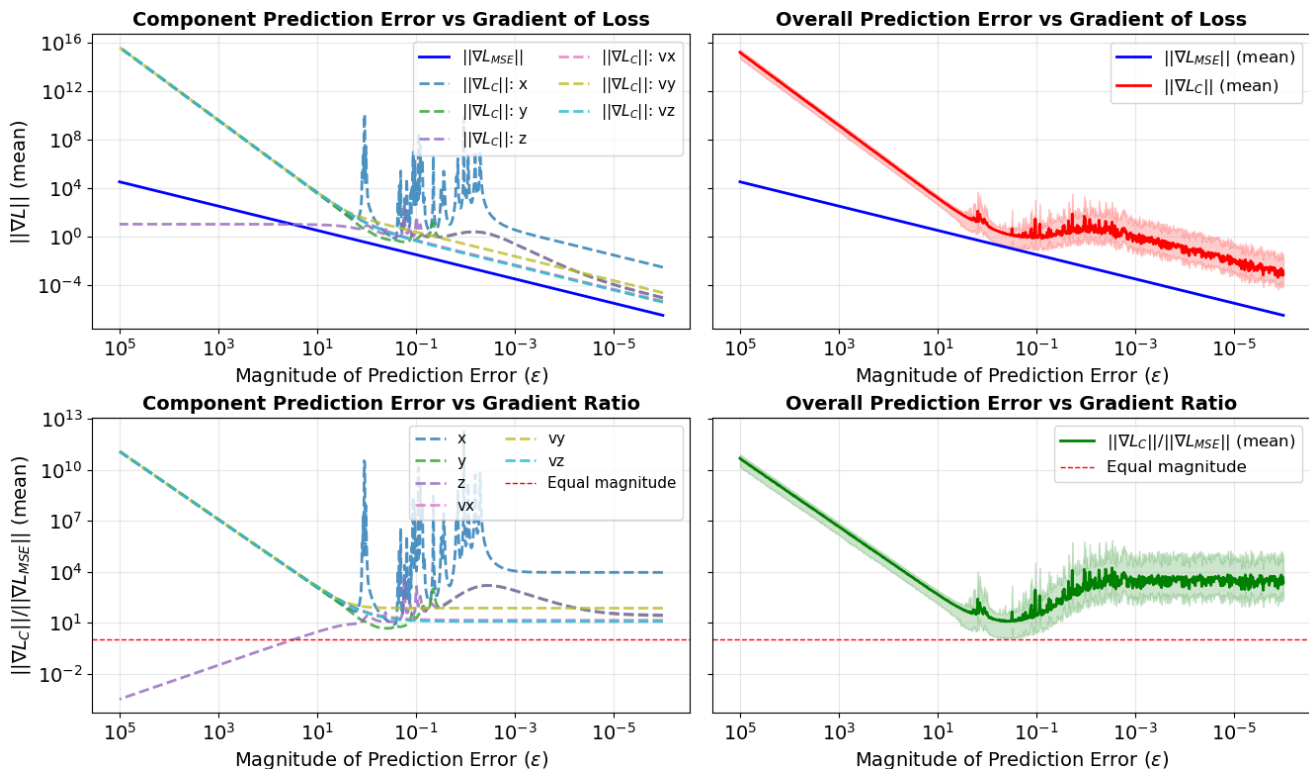 Component Prediction Error vs Gradient of Loss
||∇L|| (mean)
10^16
10^12
10^8
10^4
10^0
10^-4
||∇L_MSE||
||∇L_C||: x
||∇L_C||: y
||∇L_C||: z
||∇L_C||: vx
||∇L_C||: vy
||∇L_C||: vz
10^5
10^3
10^1
10^-1
10^-3
10^-5
Magnitude of Prediction Error (ε)
Overall Prediction Error vs Gradient of Loss
||∇L_MSE|| (mean)
||∇L_C|| (mean)
10^5
10^3
10^1
10^-1
10^-3
10^-5
Magnitude of Prediction Error (ε)
Component Prediction Error vs Gradient Ratio
||∇L_C||/||∇L_MSE|| (mean)
10^13
10^10
10^7
10^4
10^1
10^-2
x
y
z
vx
vy
vz
Equal magnitude
10^5
10^3
10^1
10^-1
10^-3
10^-5
Magnitude of Prediction Error (ε)
Overall Prediction Error vs Gradient Ratio
||∇L_C||/||∇L_MSE|| (mean)
Equal magnitude
10^5
10^3
10^1
10^-1
10^-3
10^-5
Magnitude of Prediction Error (ε)